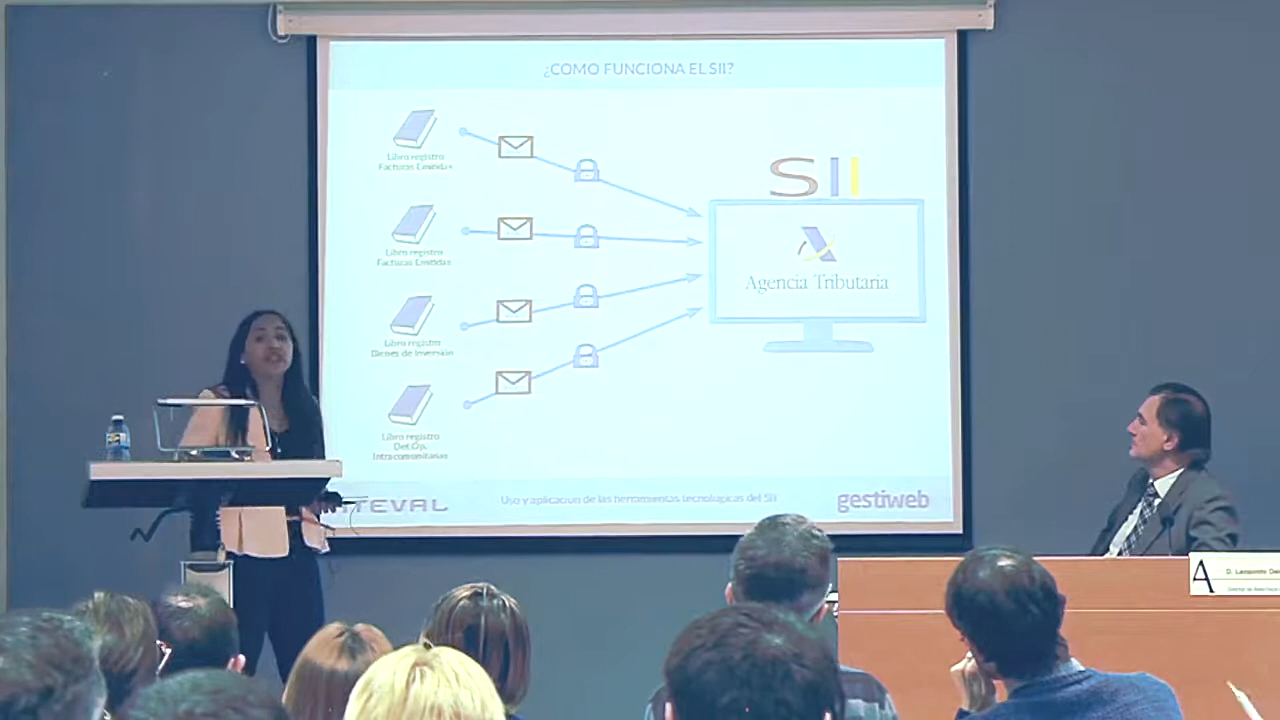 ¿COMO FUNCIONA EL SII?
Libro registro
Facturas Emitidas
Libro registro
Facturas Emitidas
Libro registro
Bienes de Inversión
Libro registro
Det Op.
Intracomunitarias
SII
Agencia Tributaria
TEVAL
Uso y aplicación de las herramientas tecnológicas del SII
gestiweb
A